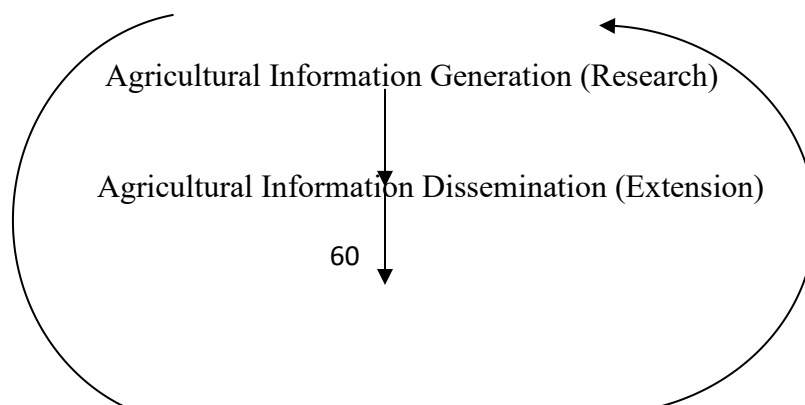 Agricultural Information Generation (Research)
Agricultural Information Dissemination (Extension)
60